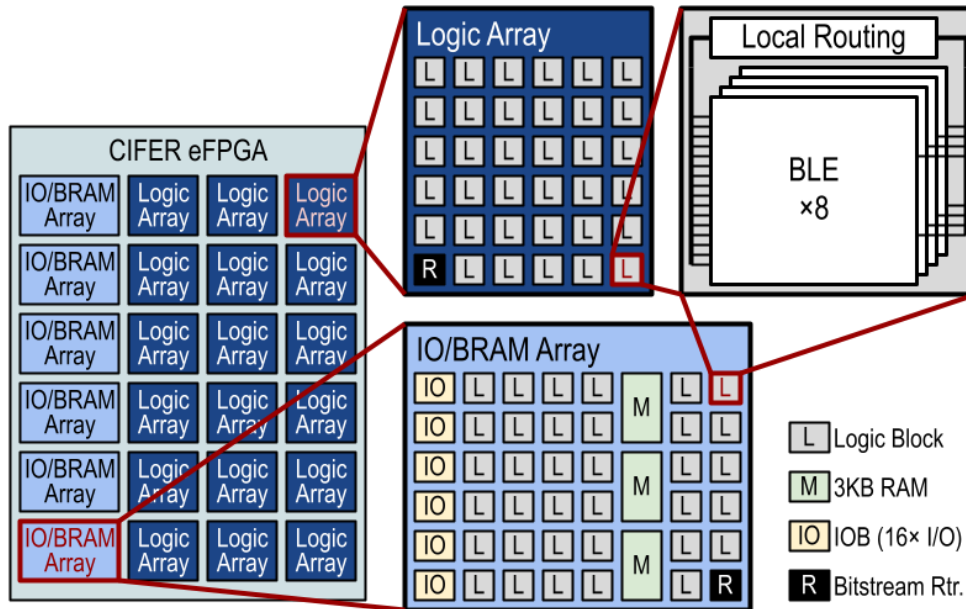 CIFER eFPGA
IO/BRAM Array Logic Array Logic Array Logic Array
IO/BRAM Array Logic Array Logic Array Logic Array
IO/BRAM Array Logic Array Logic Array Logic Array
IO/BRAM Array Logic Array Logic Array Logic Array
IO/BRAM Array Logic Array Logic Array Logic Array
IO/BRAM Array Logic Array Logic Array Logic Array
Logic Array
L L L L L L
L L L L L L
L L L L L L
L L L L L L
L L L L L L
R L L L L L
Local Routing
BLE
×8
IO/BRAM Array
IO L L L L M L L
IO L L L L L L
IO L L L L M L L
IO L L L L L L
IO L L L L M L L
IO L L L L L R
L Logic Block
M 3KB RAM
IO IOB (16× I/O)
R Bitstream Rtr.